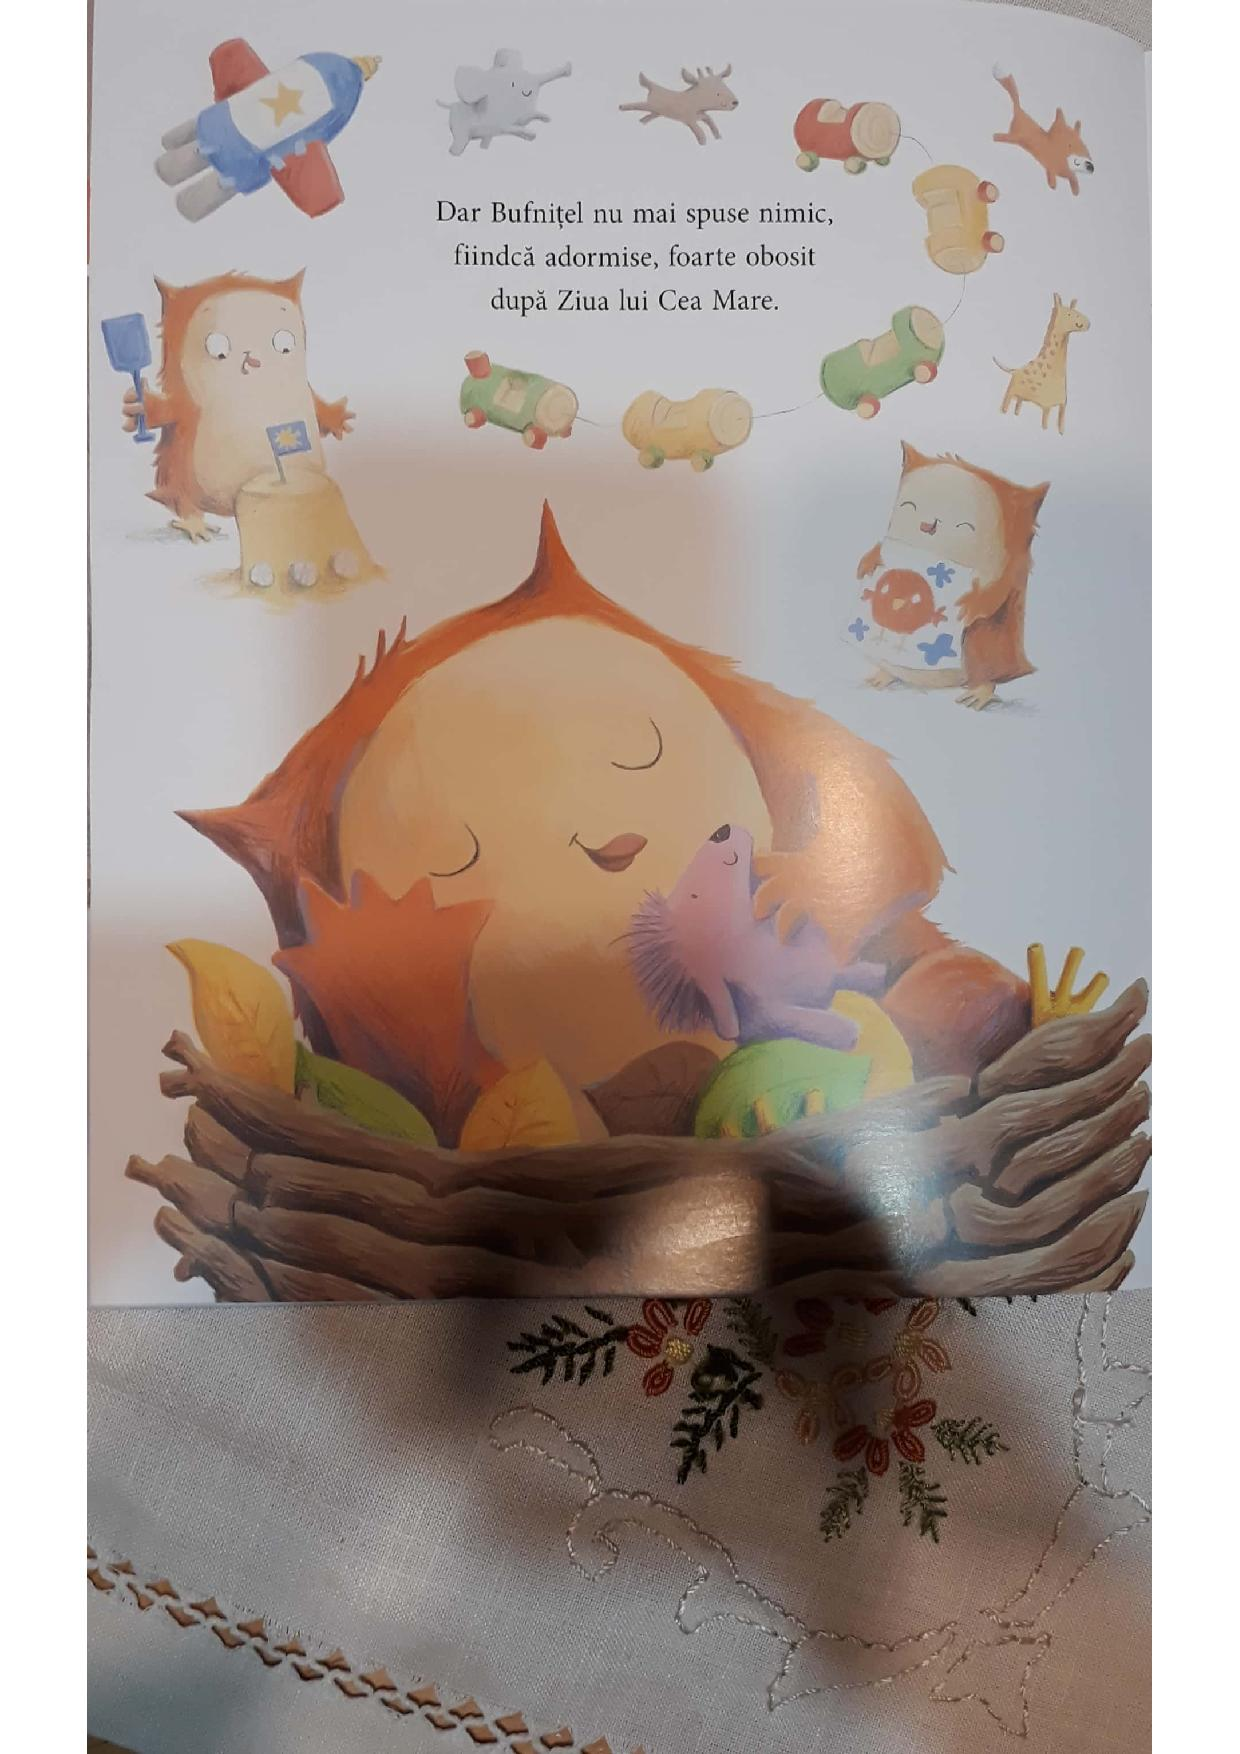 Dar Bufnițel nu mai spuse nimic,
fiindcă adormise, foarte obosit
după Ziua lui Cea Mare.